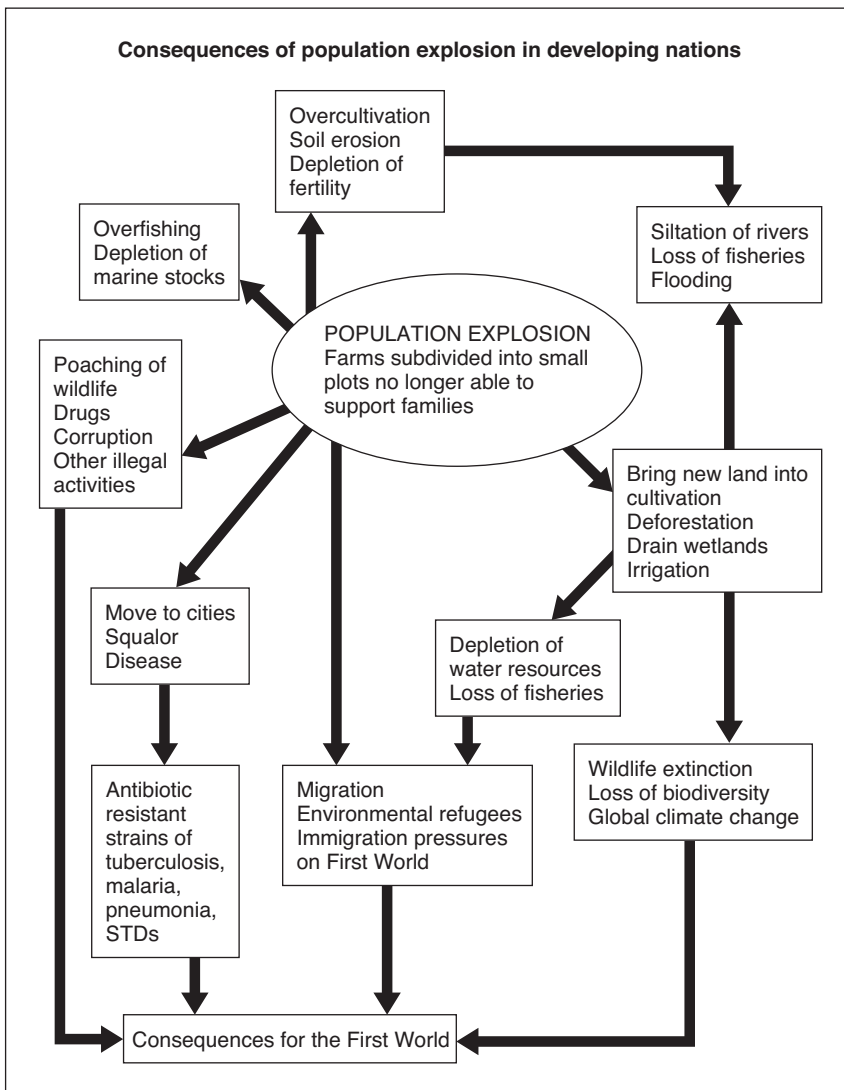 Consequences of population explosion in developing nations
Overcultivation
Soil erosion
Depletion of
fertility
Overfishing
Depletion of
marine stocks
Siltation of rivers
Loss of fisheries
Flooding
POPULATION EXPLOSION
Farms subdivided into small
plots no longer able to
support families
Poaching of
wildlife
Drugs
Corruption
Other illegal
activities
Bring new land into
cultivation
Deforestation
Drain wetlands
Irrigation
Move to cities
Squalor
Disease
Depletion of
water resources
Loss of fisheries
Antibiotic
resistant
strains of
tuberculosis,
malaria,
pneumonia,
STDs
Migration
Environmental refugees
Immigration pressures
on First World
Wildlife extinction
Loss of biodiversity
Global climate change
Consequences for the First World